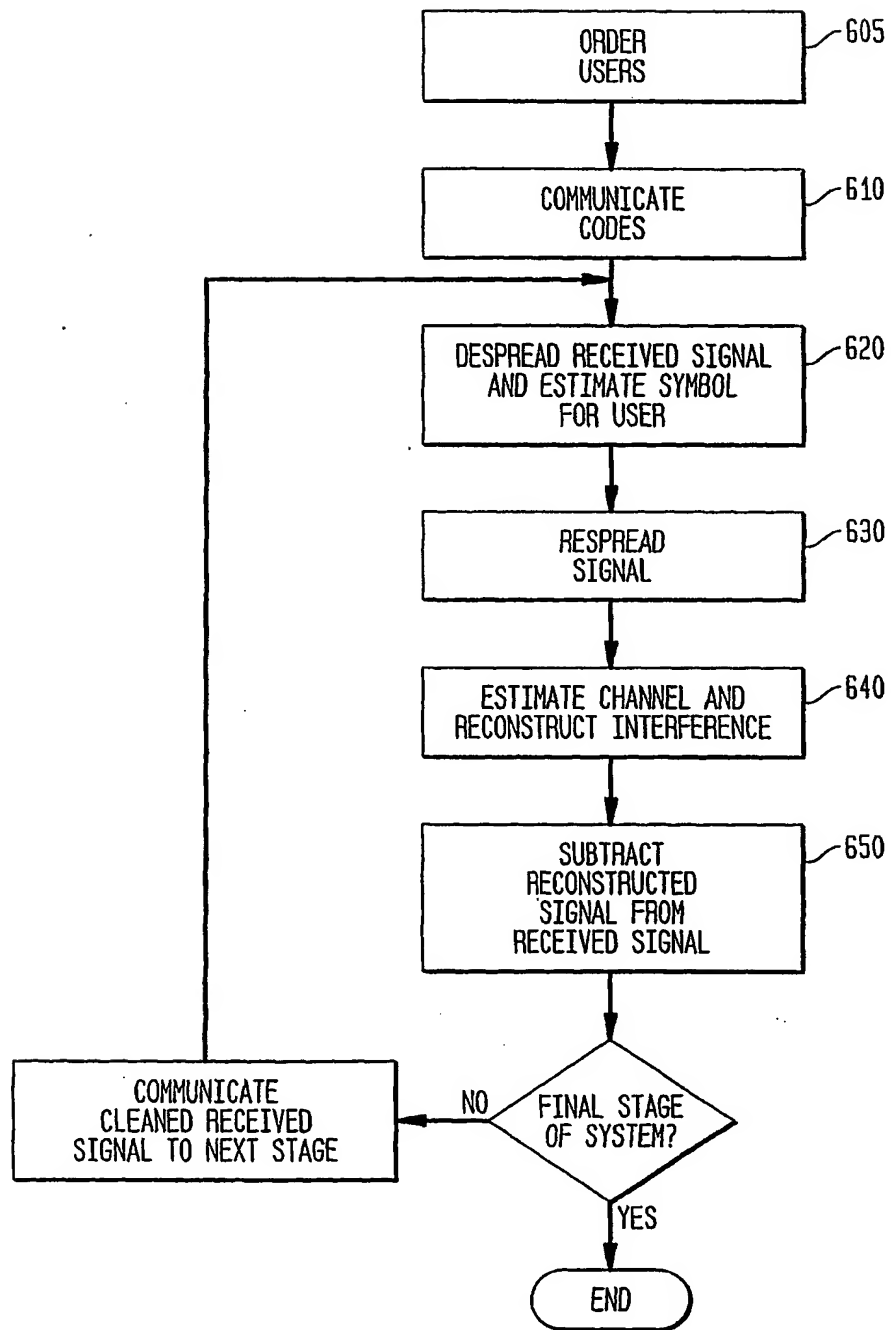 ORDER
USERS
605
COMMUNICATE
CODES
610
DESPREAD RECEIVED SIGNAL
AND ESTIMATE SYMBOL
FOR USER
620
RESPREAD
SIGNAL
630
ESTIMATE CHANNEL AND
RECONSTRUCT INTERFERENCE
640
SUBTRACT
RECONSTRUCTED
SIGNAL FROM
RECEIVED SIGNAL
650
FINAL STAGE
OF SYSTEM?
NO
COMMUNICATE
CLEANED RECEIVED
SIGNAL TO NEXT STAGE
YES
END